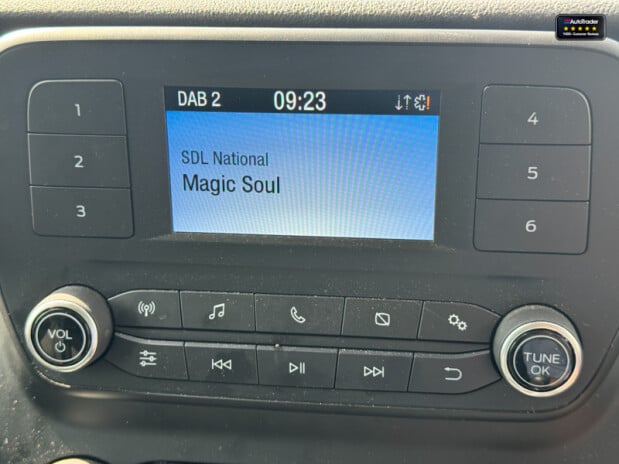 AutoTrader
DAB 2 09:23
SDL National
Magic Soul
1
2
3
4
5
6
VOL
TUNE
OK